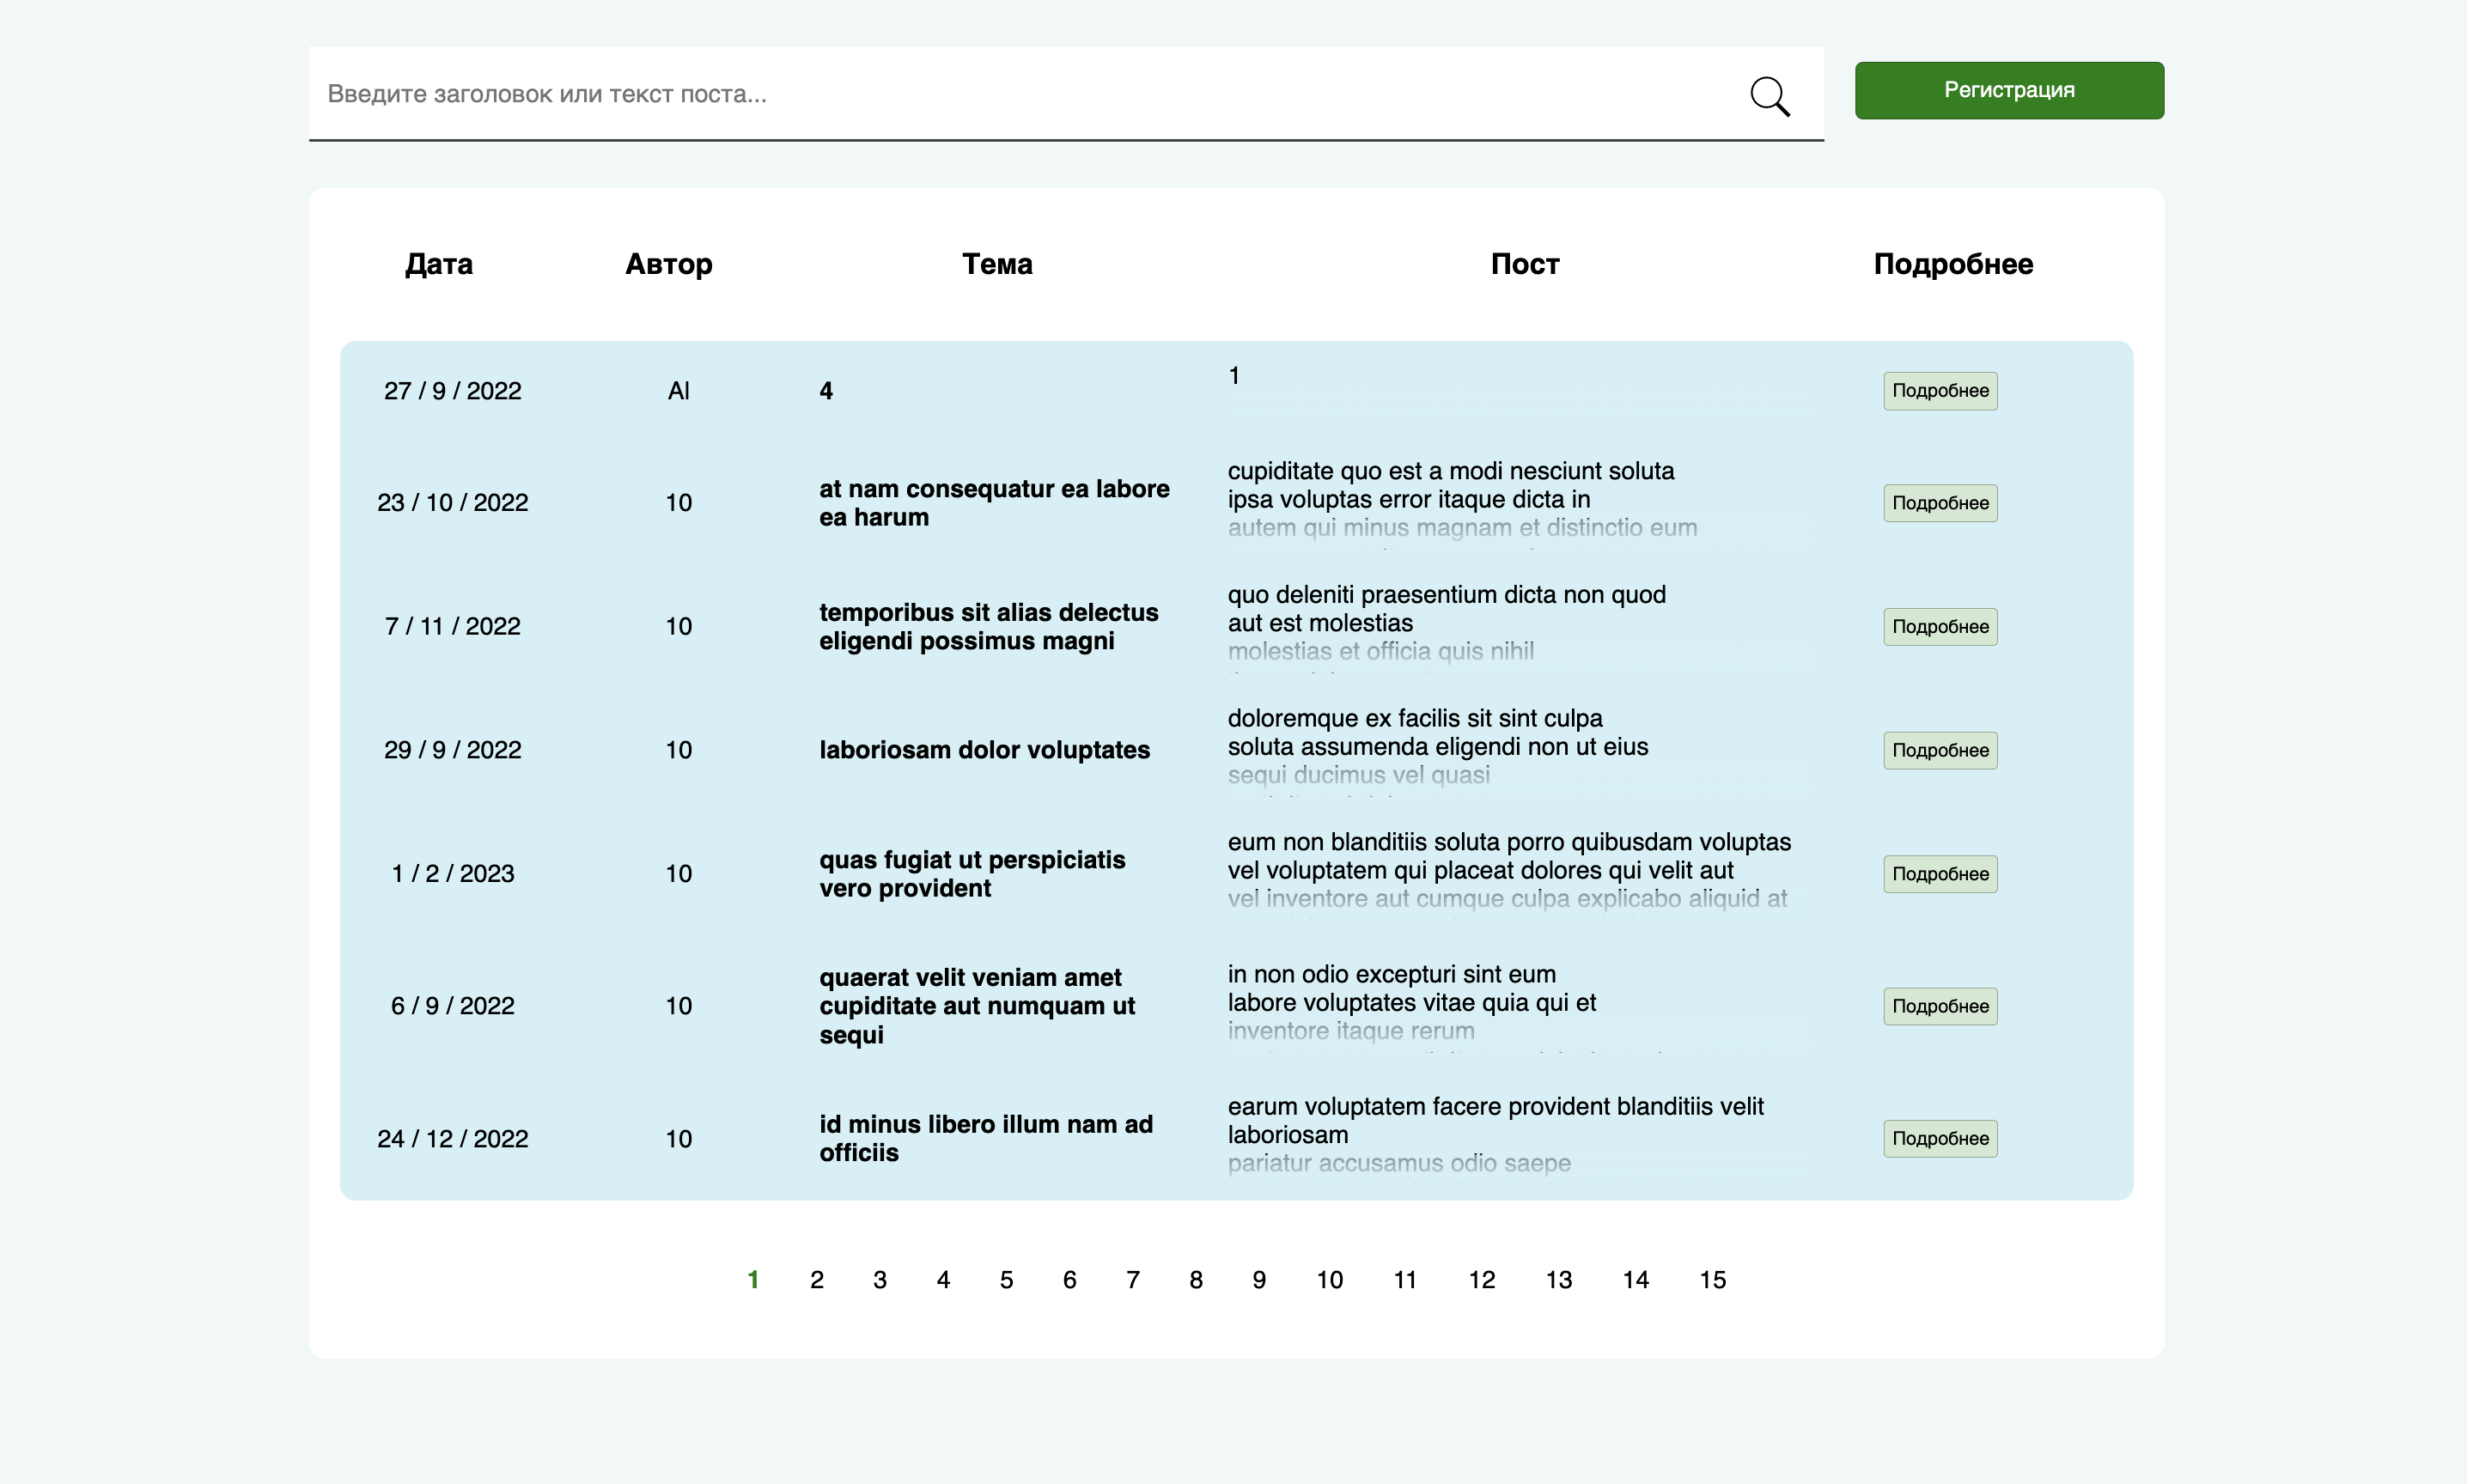 Введите заголовок или текст поста...
Регистрация
Дата Автор Тема Пост Подробнее
27 / 9 / 2022 Al 4 1 Подробнее
23 / 10 / 2022 10 at nam consequatur ea labore
ea harum
cupiditate quo est a modi nesciunt soluta
ipsa voluptas error itaque dicta in
autem qui minus magnam et distinctio eum
Подробнее
7 / 11 / 2022 10 temporibus sit alias delectus
eligendi possimus magni
quo deleniti praesentium dicta non quod
aut est molestias
molestias et officia quis nihil
Подробнее
29 / 9 / 2022 10 laboriosam dolor voluptates
doloremque ex facilis sit sint culpa
soluta assumenda eligendi non ut eius
sequi ducimus vel quasi
Подробнее
1 / 2 / 2023 10 quas fugiat ut perspiciatis
vero provident
eum non blanditiis soluta porro quibusdam voluptas
vel voluptatem qui placeat dolores qui velit aut
vel inventore aut cumque culpa explicabo aliquid at
Подробнее
6 / 9 / 2022 10 quaerat velit veniam amet
cupiditate aut numquam ut
sequi
in non odio excepturi sint eum
labore voluptates vitae quia qui et
inventore itaque rerum
Подробнее
24 / 12 / 2022 10 id minus libero illum nam ad
officiis
earum voluptatem facere provident blanditiis velit
laboriosam
pariatur accusamus odio saepe
Подробнее
1 2 3 4 5 6 7 8 9 10 11 12 13 14 15